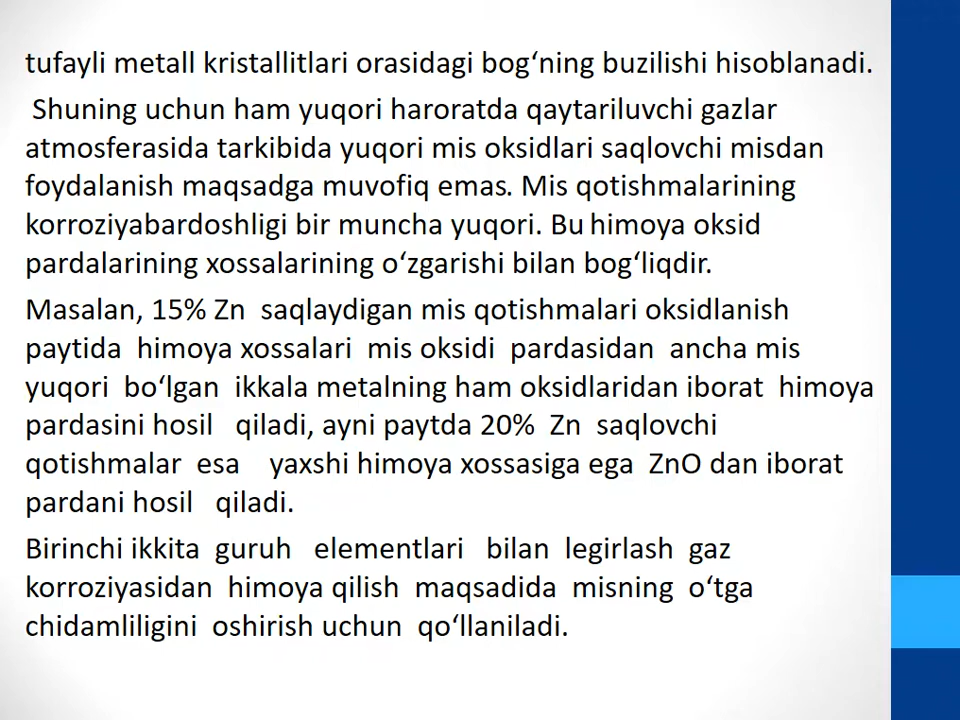 tufayli metall kristallitlari orasidagi bog‘ning buzilishi hisoblanadi.
Shuning uchun ham yuqori haroratda qaytariluvchi gazlar
atmosferasida tarkibida yuqori mis oksidlari saqlovchi misdan
foydalanish maqsadga muvofiq emas. Mis qotishmalarining
korroziyabardoshligi bir muncha yuqori. Bu himoya oksid
pardalarining xossalarining o‘zgarishi bilan bog‘liqdir.
Masalan, 15% Zn saqlaydigan mis qotishmalari oksidlanish
paytida himoya xossalari mis oksidi pardasidan ancha mis
yuqori bo‘lgan ikkala metalning ham oksidlaridan iborat himoya
pardasini hosil qiladi, ayni paytda 20% Zn saqlovchi
qotishmalar esa yaxshi himoya xossasiga ega ZnO dan iborat
pardani hosil qiladi.
Birinchi ikkita guruh elementlari bilan legirlash gaz
korroziyasidan himoya qilish maqsadida misning o‘tga
chidamliligini oshirish uchun qo‘llaniladi.